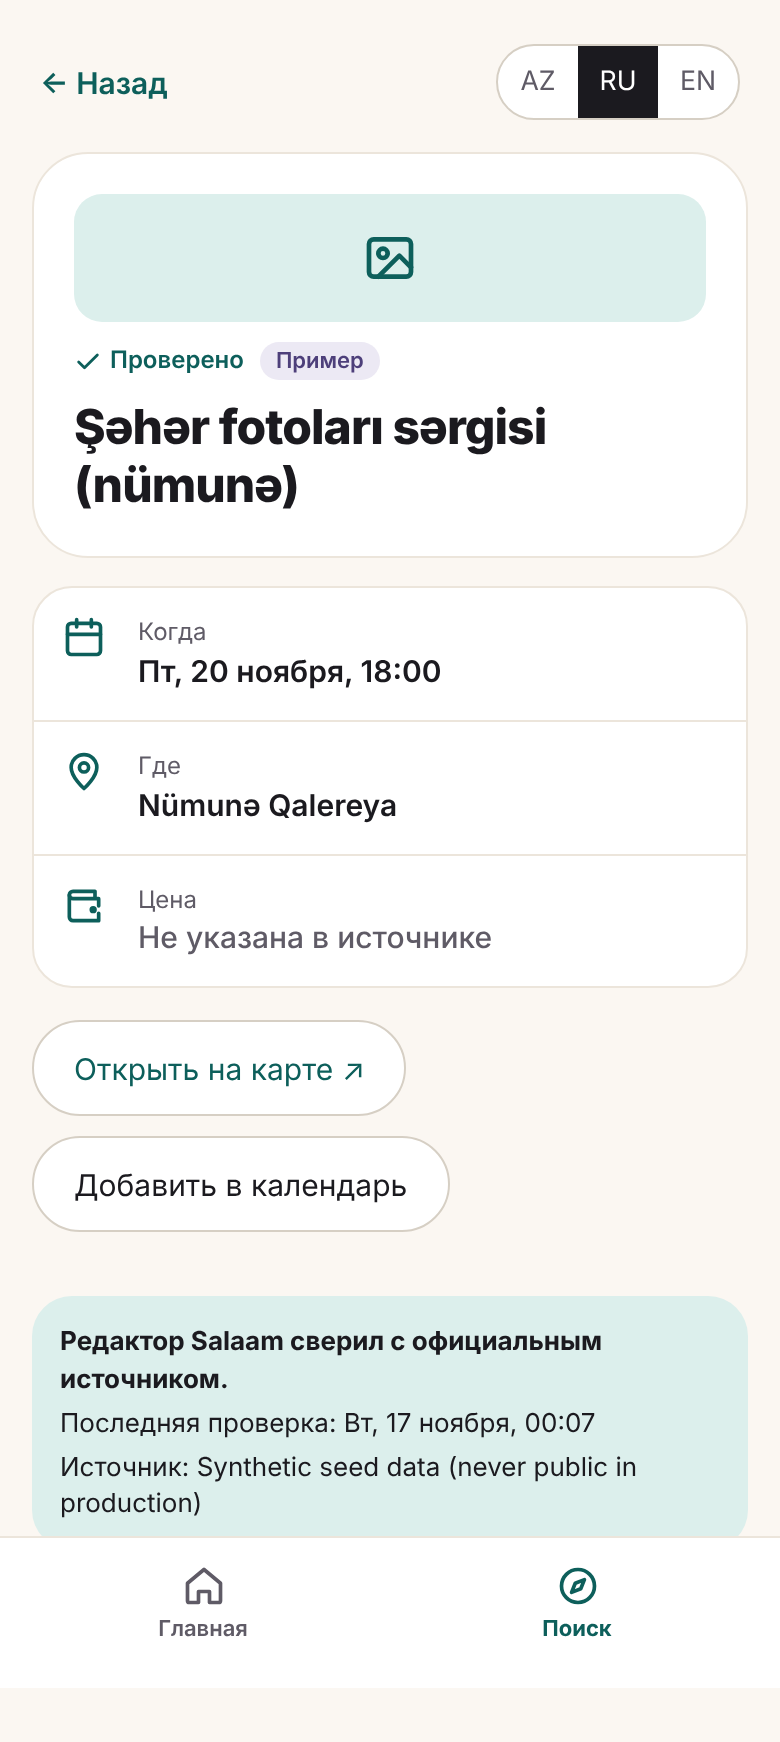 ← Назад
AZ RU EN
Проверено Пример
Şəhər fotoları sərgisi
(nümunə)
Когда
Пт, 20 ноября, 18:00
Где
Nümunə Qalereya
Цена
Не указана в источнике
Открыть на карте ↗
Добавить в календарь
Редактор Salaam сверил с официальным
источником.
Последняя проверка: Вт, 17 ноября, 00:07
Источник: Synthetic seed data (never public in
production)
Главная Поиск